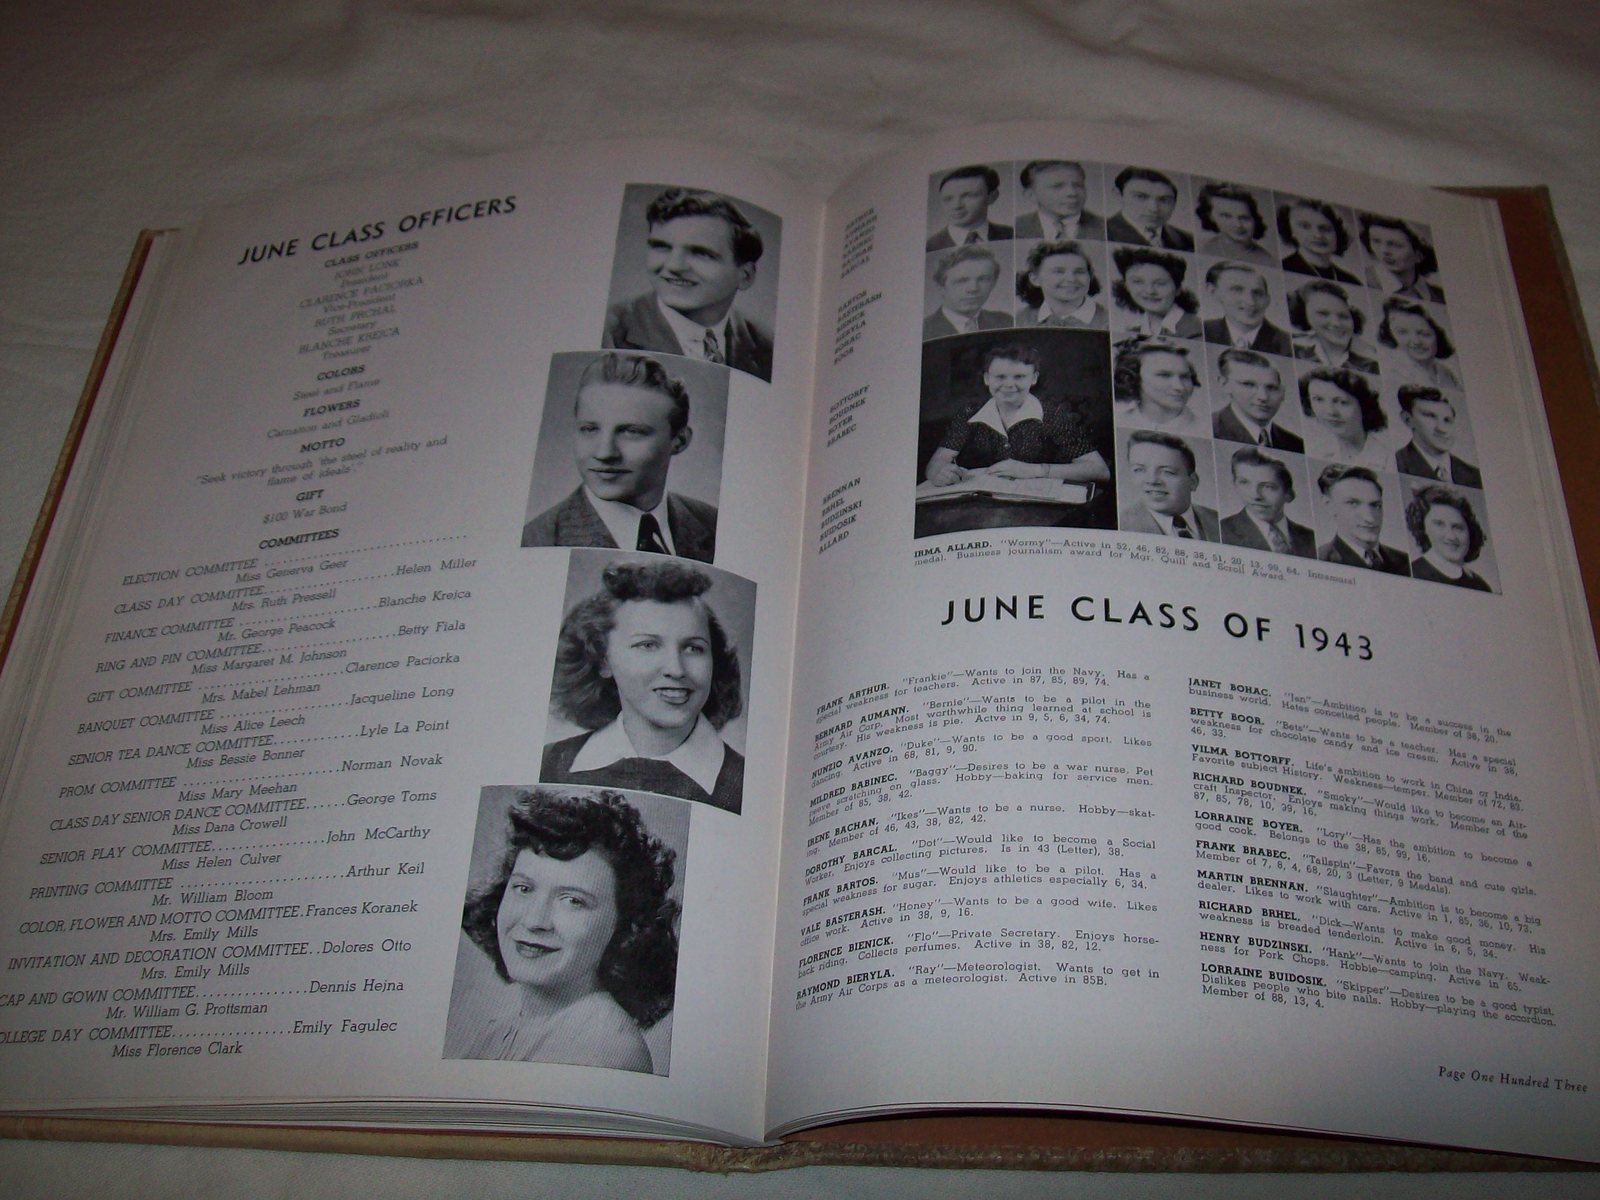 JUNE CLASS OFFICERS
CLASS OFFICERS
JOHN LONK
President
CLARENCE PACIORKA
Vice-President
RUTH PECHAL
Secretary
BLANCHE KREJCA
Treasurer
COLORS
Steel and Flame
FLOWERS
Carnation and Gladioli
MOTTO
"Seek victory through 'the steel of reality and
flame of ideals'."
GIFT
$100 War Bond
COMMITTEES
ELECTION COMMITTEE
Miss Generva Geer
CLASS DAY COMMITTEE Helen Miller
Mrs. Ruth Pressell
FINANCE COMMITTEE Blanche Krejca
Mr. George Peacock
RING AND PIN COMMITTEE Betty Fiala
Miss Margaret M. Johnson
GIFT COMMITTEE Clarence Paciorka
Mrs. Mabel Lehman
BANQUET COMMITTEE Jacqueline Long
Miss Alice Leech
SENIOR TEA DANCE COMMITTEE Lyle La Point
Miss Bessie Bonner
PROM COMMITTEE Norman Novak
Miss Mary Meehan
CLASS DAY SENIOR DANCE COMMITTEE George Toms
Miss Dana Crowell
SENIOR PLAY COMMITTEE John McCarthy
Miss Helen Culver
PRINTING COMMITTEE Arthur Keil
Mr. William Bloom
COLOR, FLOWER AND MOTTO COMMITTEE. Frances Koranek
Mrs. Emily Mills
INVITATION AND DECORATION COMMITTEE.. Dolores Otto
Mrs. Emily Mills
CAP AND GOWN COMMITTEE Dennis Hejna
Mr. William G. Prottsman
OLLEGE DAY COMMITTEE Emily Fagulec
Miss Florence Clark
ARTHUR
AUMANN
AVANZO
BABINEC
BACHAN
BARCAL
BARTOS
BASTERASH
BIENICK
BIERYLA
BOHAC
BOOR
BOTTORFF
BOUDNEK
BOYER
BRABEC
BRENNAN
BRHEL
BUDZINSKI
BUIDOSIK
ALLARD
IRMA ALLARD. "Wormy"—Active in 52, 46, 82, 88, 38, 51, 20, 13, 99, 64. Intramural
medal. Business journalism award for Mgr. Quill and Scroll Award.
JUNE CLASS OF 1943
FRANK ARTHUR. "Frankie"—Wants to join the Navy. Has a
special weakness for teachers. Active in 87, 85, 89, 74.
BERNARD AUMANN. "Bernie"—Wants to be a pilot in the
Army Air Corp. Most worthwhile thing learned at school is
courtesy. His weakness is pie. Actve in 9, 5, 6, 34, 74.
NUNZIO AVANZO. "Duke"—Wants to be a good sport. Likes
dancing. Active in 68, 81, 9, 90.
MILDRED BABINEC. "Baggy"—Desires to be a war nurse. Pet
peeve scratching on glass. Hobby—baking for service men.
Member of 85, 38, 42.
IRENE BACHAN. "Ikes"—Wants to be a nurse. Hobby—skat-
ing. Member of 46, 43, 38, 82, 42.
DOROTHY BARCAL. "Dot"—Would like to become a Social
Worker. Enjoys collecting pictures. Is in 43 (Letter), 38.
FRANK BARTOS. "Mus"—Would like to be a pilot. Has a
special weakness for sugar. Enjoys athletics especially 6, 34.
VALE BASTERASH. "Honey"—Wants to be a good wife. Likes
office work. Active in 38, 9, 16.
FLORENCE BIENICK. "Flo"—Private Secretary. Enjoys horse-
back riding. Collects perfumes. Active in 38, 82, 12.
RAYMOND BIERYLA. "Ray"—Meteorologist. Wants to get in
the Army Air Corps as a meteorologist. Active in 85B.
JANET BOHAC. "Jan"—Ambition is to be a success in the
business world. Hates conceited people. Member of 38, 20.
BETTY BOOR. "Bets"—Wants to be a teacher. Has a special
weakness for chocolate candy and ice cream. Active in 38,
46, 33.
VILMA BOTTORFF. Life's ambition to work in China or India.
Favorite subject History. Weakness—temper. Member of 72, 83.
RICHARD BOUDNEK. "Smoky"—Would like to become an Air-
craft Inspector. Enjoys making things work. Member of the
87, 85, 78, 10, 39, 16.
LORRAINE BOYER. "Lory"—Has the ambition to become a
good cook. Belongs to the 38, 85, 99, 16.
FRANK BRABEC. "Tailspin"—Favors the band and cute girls.
Member of 7, 8, 4, 68, 20, 3 (Letter, 9 Medals).
MARTIN BRENNAN. "Slaughter"—Ambition is to become a big
dealer. Likes to work with cars. Active in 1, 85, 36, 10, 73.
RICHARD BRHEL. "Dick—Wants to make good money. His
weakness is breaded tenderloin. Active in 6, 5, 34.
HENRY BUDZINSKI. "Hank"—Wants to join the Navy. Weak-
ness for Pork Chops. Hobbie—camping. Active in 65.
LORRAINE BUIDOSIK. "Skipper"—Desires to be a good typist.
Dislikes people who bite nails. Hobby—playing the accordion.
Member of 88, 13, 4.
Page One Hundred Three